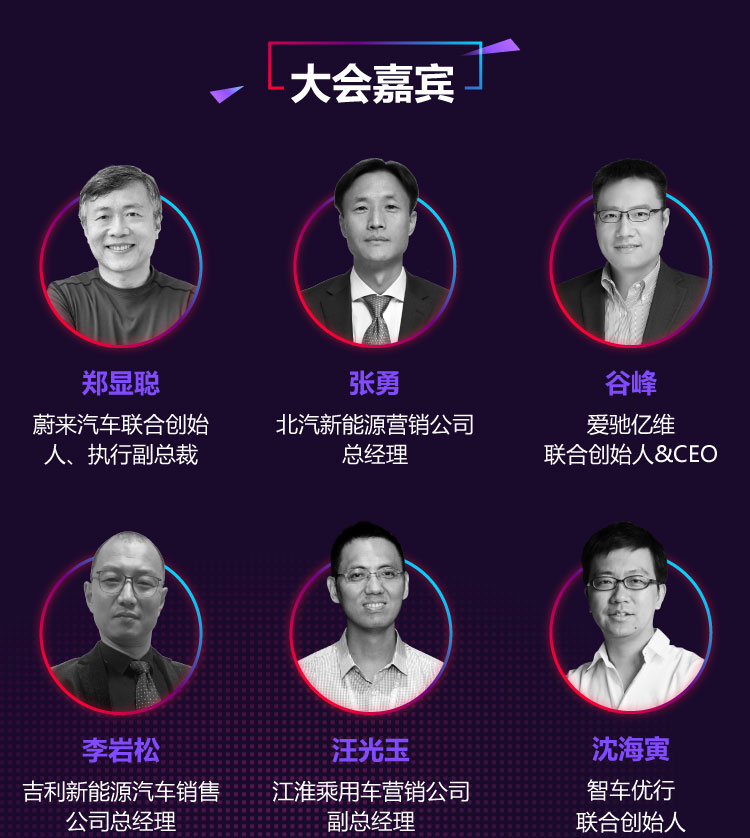 大会嘉宾
郑显聪
蔚来汽车联合创始
人、执行副总裁
张勇
北汽新能源营销公司
总经理
谷峰
爱驰亿维
联合创始人&CEO
李岩松
吉利新能源汽车销售
公司总经理
汪光玉
江淮乘用车营销公司
副总经理
沈海寅
智车优行
联合创始人